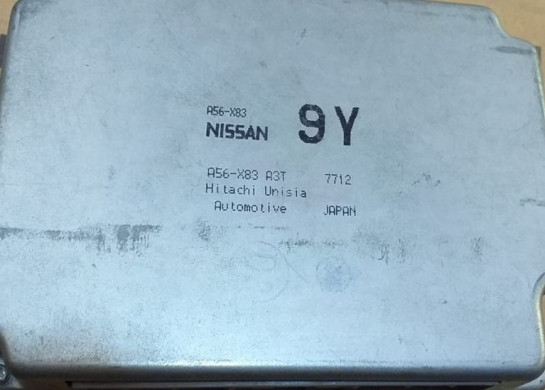 A56-X83
NISSAN 9Y
A56-X83 A3T 7712
Hitachi Unisia
Automotive JAPAN